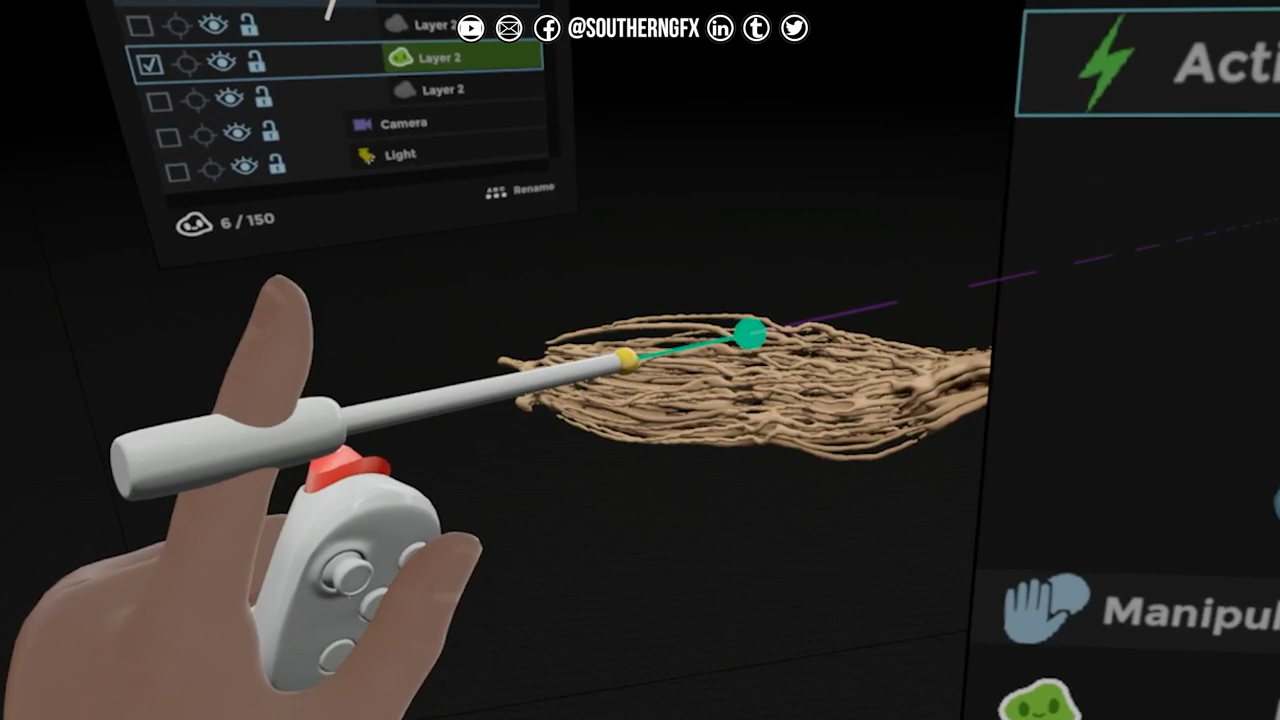 Layer 2
@SOUTHERNGFX
Layer 2
Layer 2
Camera
Light
Rename
6 / 150
Acti
Manipul